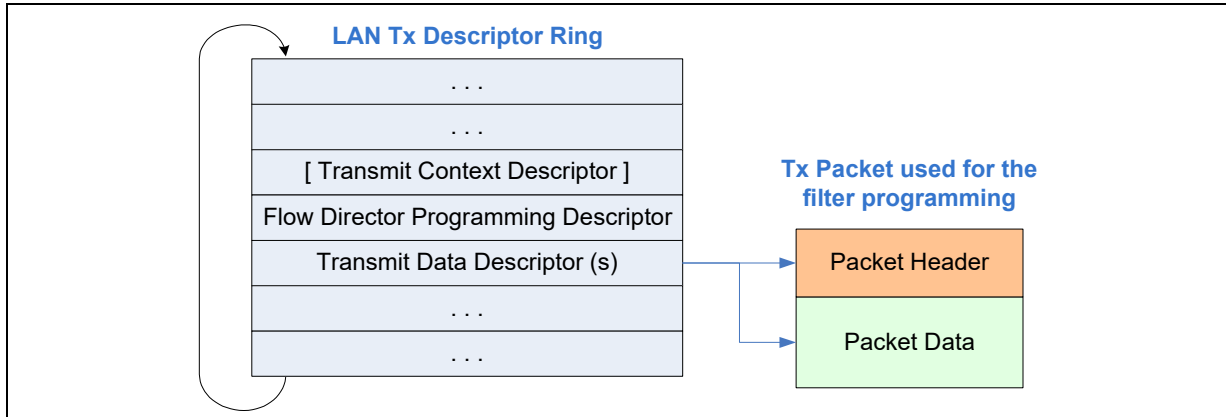 LAN Tx Descriptor Ring
. . .
. . .
[ Transmit Context Descriptor ]
Flow Director Programming Descriptor
Transmit Data Descriptor (s)
. . .
. . .
Tx Packet used for the
filter programming
Packet Header
Packet Data